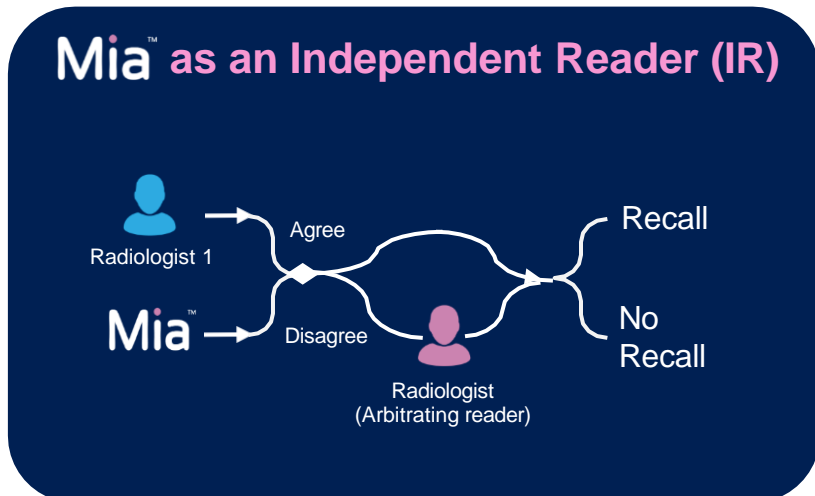 Mia™ as an Independent Reader (IR)
Radiologist 1
Agree
Mia™
Disagree
Radiologist
(Arbitrating reader)
Recall
No
Recall